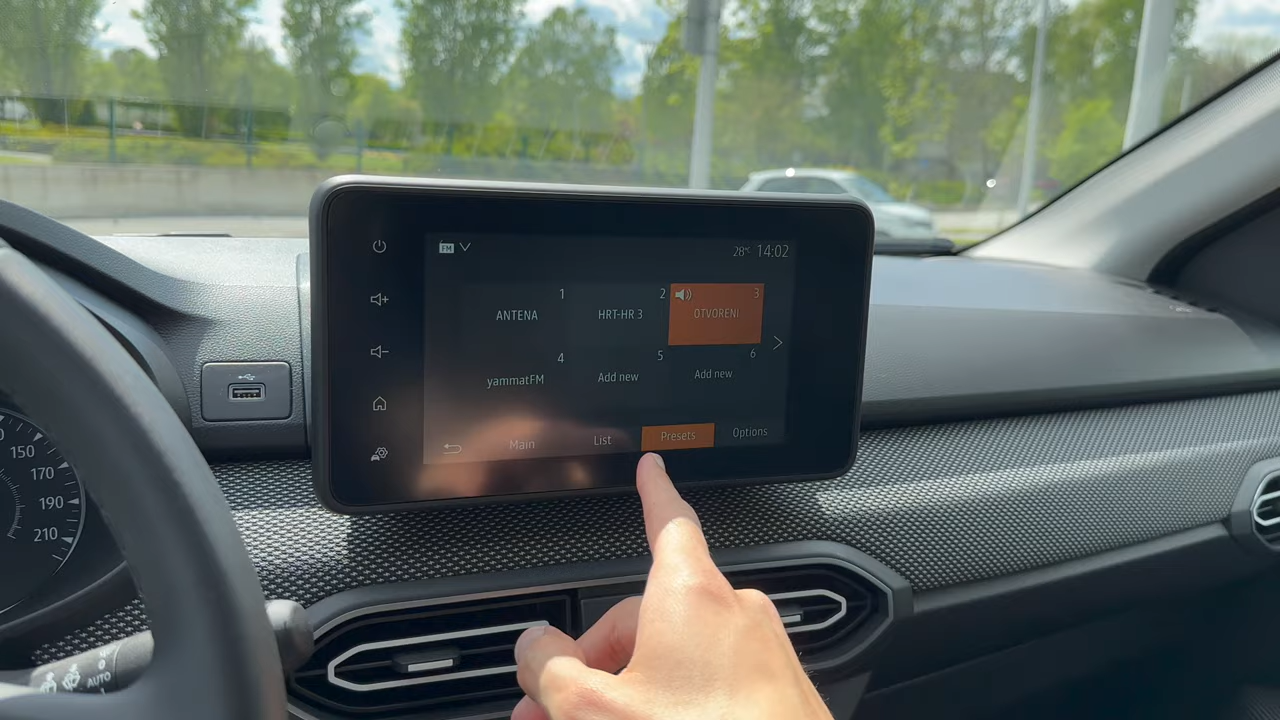 FM
28°C 14:02
1
2
3
ANTENA
HRT-HR 3
OTVORENI
4
5
6
yammatFM
Add new
Add new
Main
List
Presets
Options
150
170
190
210
AUTO